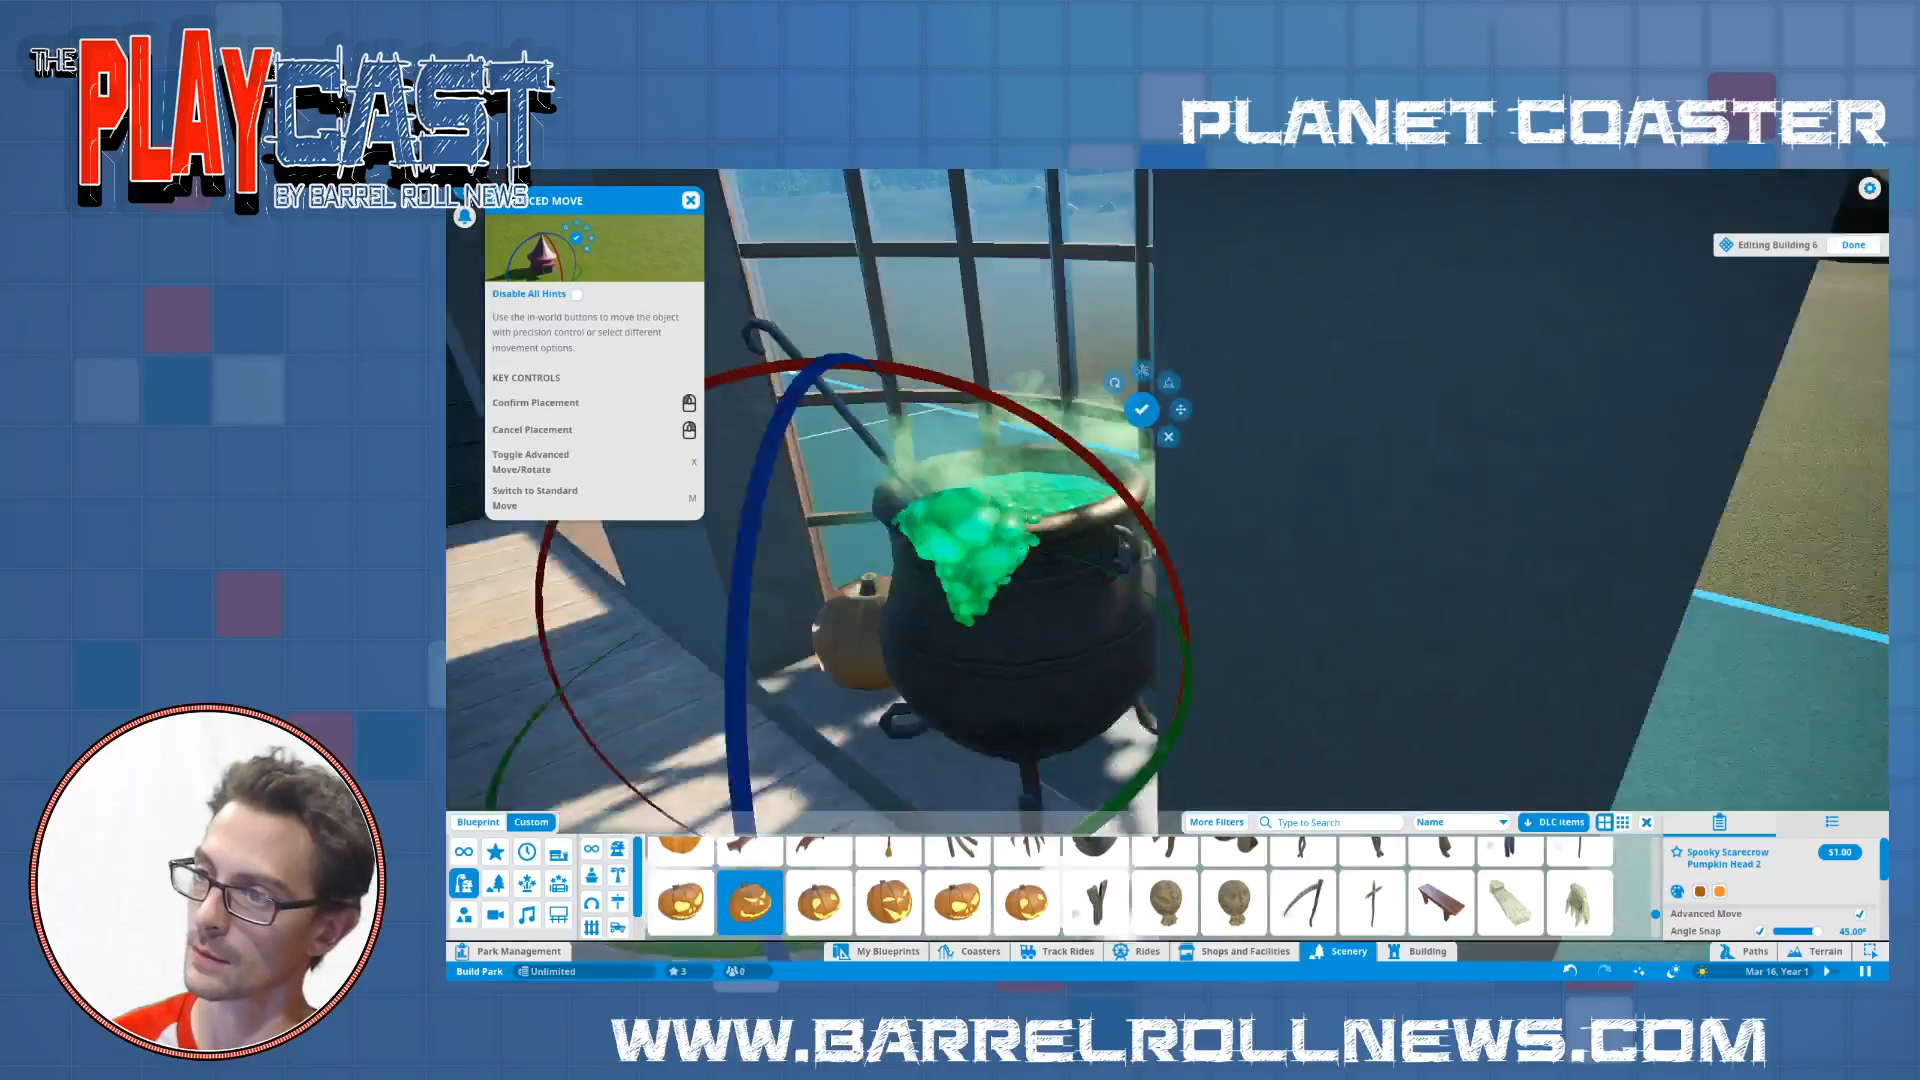 THE PLAYCAST
BY BARREL ROLL NEWS
PLANET COASTER
CED MOVE
Disable All Hints
Use the in-world buttons to move the object
with precision control or select different
movement options.
KEY CONTROLS
Confirm Placement
Cancel Placement
Toggle Advanced
Move/Rotate
X
Switch to Standard
Move
M
Editing Building 6
Done
Blueprint
Custom
More Filters
Type to Search
Name
DLC items
Spooky Scarecrow
Pumpkin Head 2
$1.00
Advanced Move
Angle Snap
45.00°
Park Management
My Blueprints
Coasters
Track Rides
Rides
Shops and Facilities
Scenery
Building
Paths
Terrain
Build Park
Unlimited
3
0
Mar 16, Year 1
WWW.BARRELROLLNEWS.COM